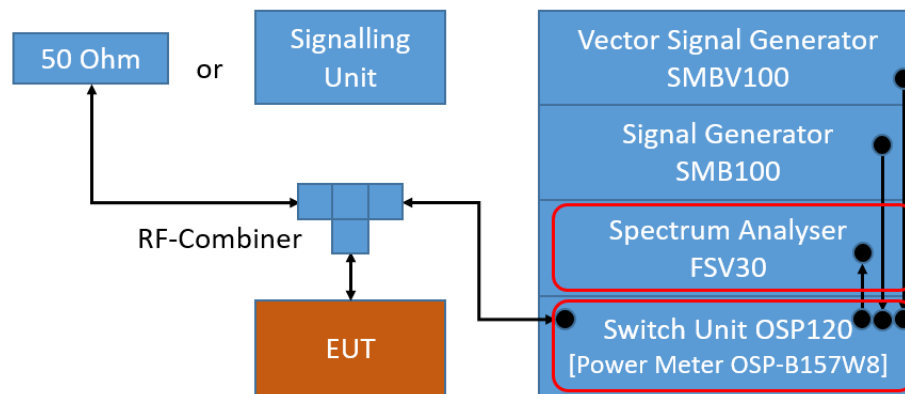 50 Ohm
or
Signalling
Unit
Vector Signal Generator
SMBV100
Signal Generator
SMB100
RF-Combiner
Spectrum Analyser
FSV30
EUT
Switch Unit OSP120
[Power Meter OSP-B157W8]